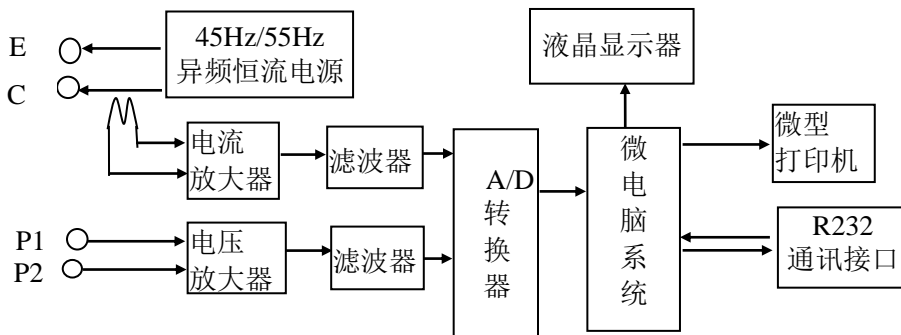 E
C
45Hz/55Hz
异频恒流电源
液晶显示器
电流
放大器
滤波器
A/D
转
换
器
微
电
脑
系
统
微型
打印机
P1
P2
电压
放大器
滤波器
R232
通讯接口